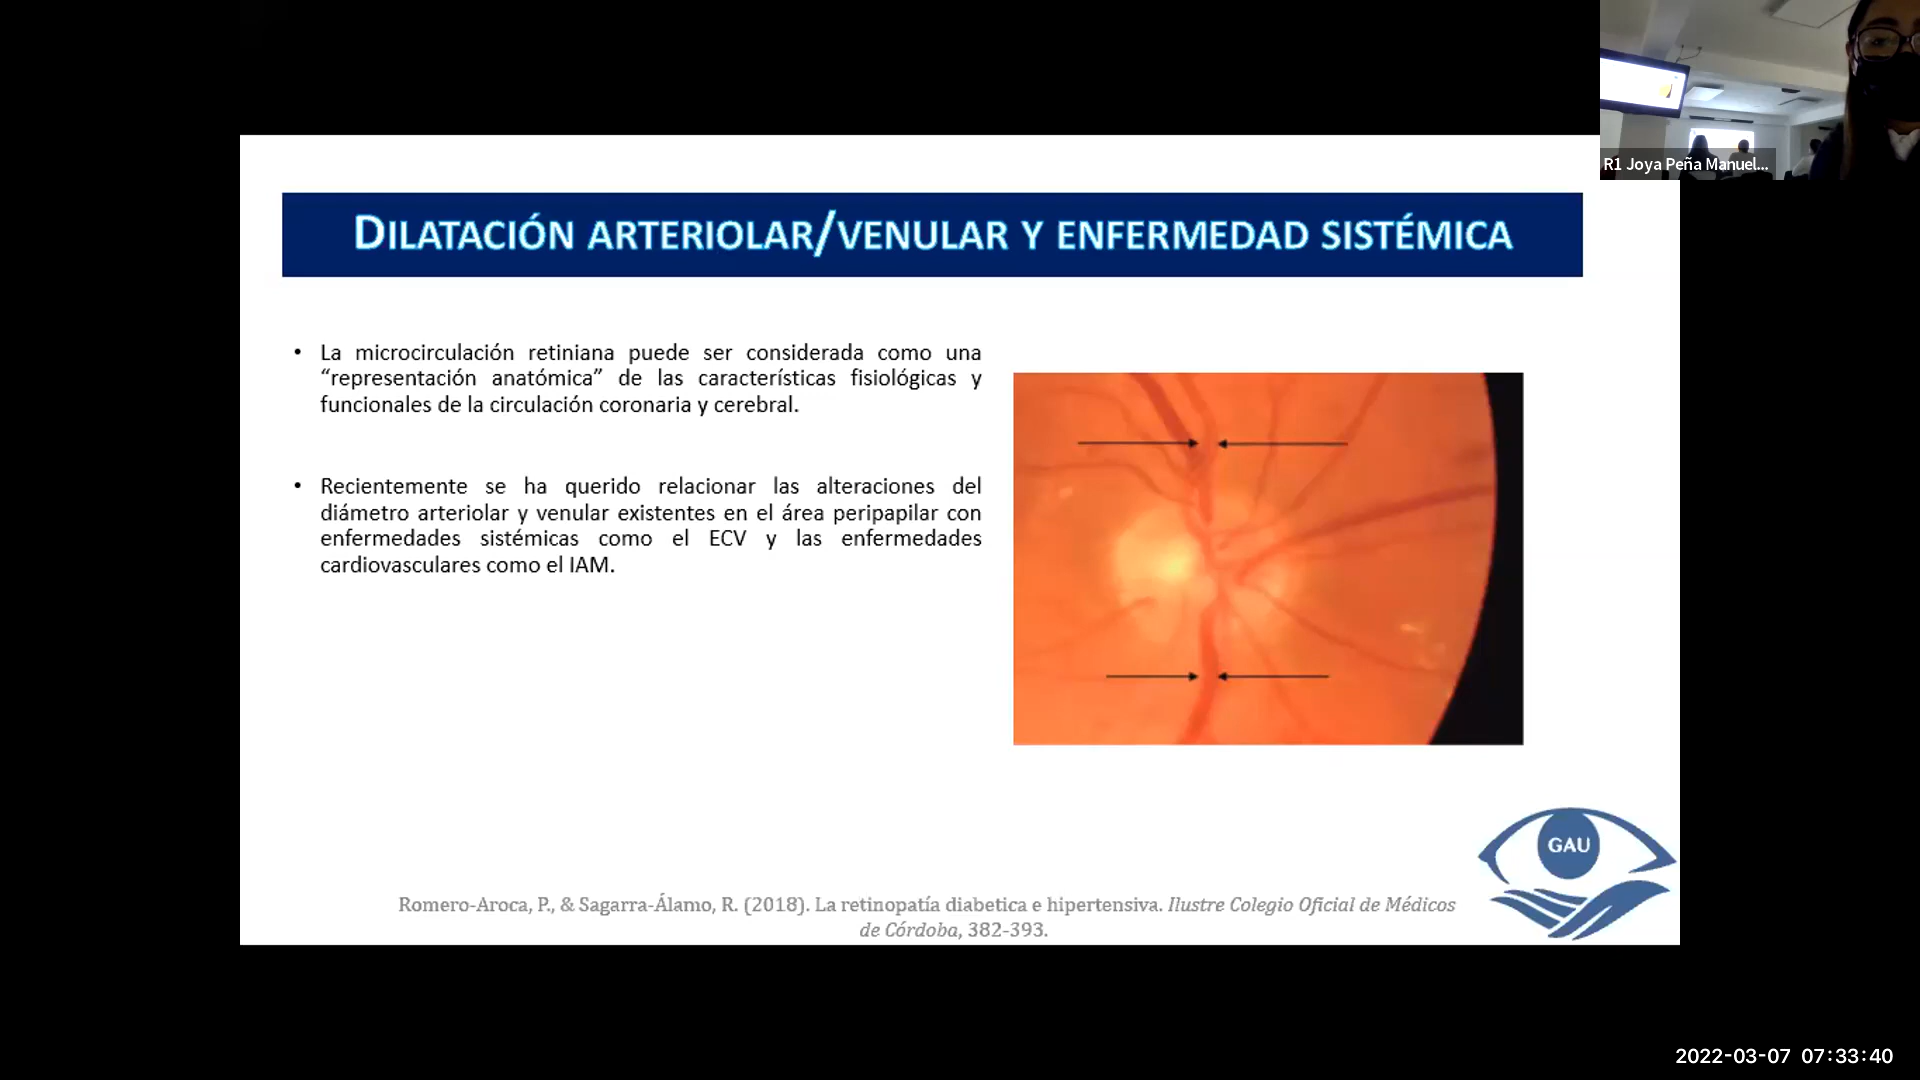 R1 Joya Peña Manuel...
DILATACIÓN ARTERIOLAR/VENULAR Y ENFERMEDAD SISTÉMICA
• La microcirculación retiniana puede ser considerada como una
“representación anatómica” de las características fisiológicas y
funcionales de la circulación coronaria y cerebral.
• Recientemente se ha querido relacionar las alteraciones del
diámetro arteriolar y venular existentes en el área peripapilar con
enfermedades sistémicas como el ECV y las enfermedades
cardiovasculares como el IAM.
GAU
Romero-Aroca, P., & Sagarra-Álamo, R. (2018). La retinopatía diabetica e hipertensiva. Ilustre Colegio Oficial de Médicos
de Córdoba, 382-393.
2022-03-07 07:33:40